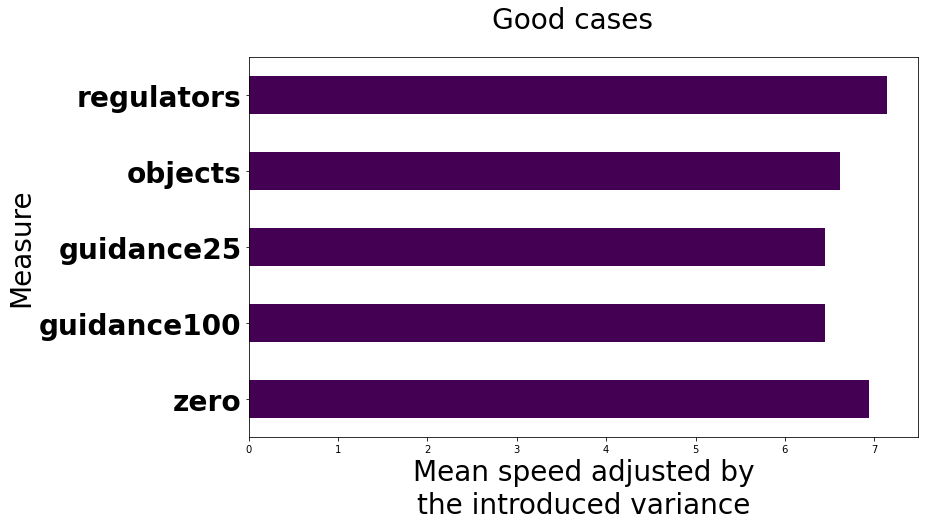 Good cases
Measure
regulators
objects
guidance25
guidance100
zero
0 1 2 3 4 5 6 7
Mean speed adjusted by
the introduced variance